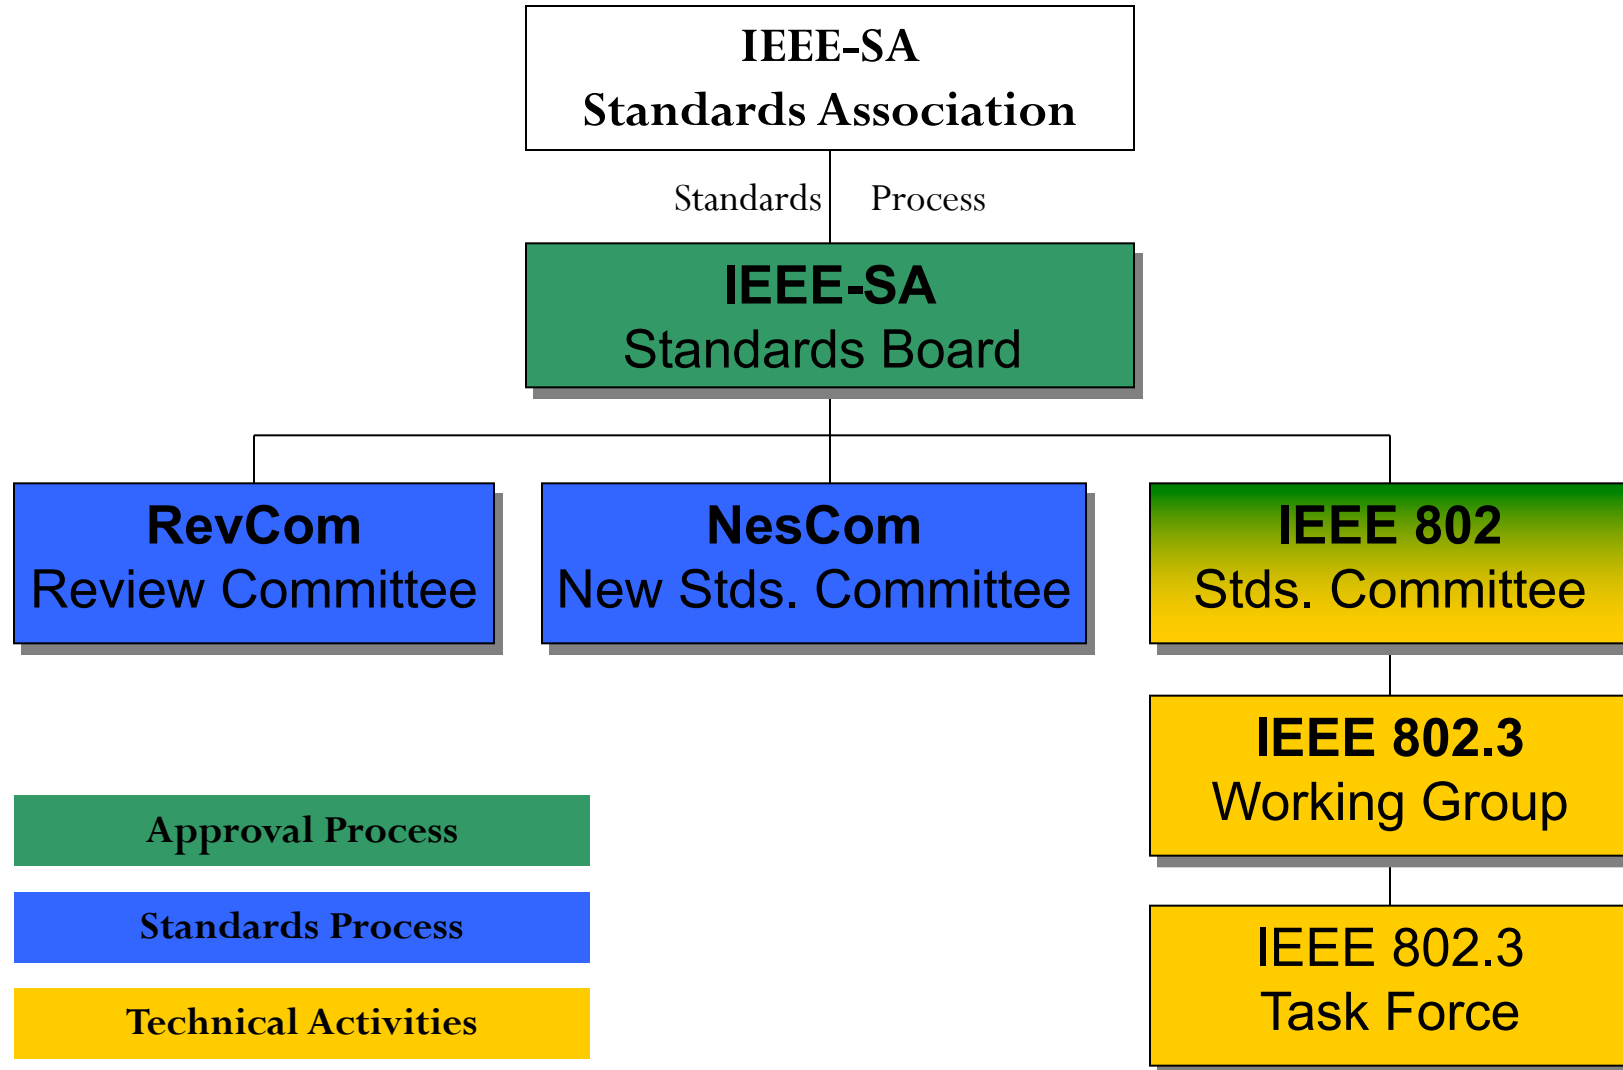 IEEE-SA
Standards Association
Standards Process
IEEE-SA
Standards Board
RevCom
Review Committee
NesCom
New Stds. Committee
IEEE 802
Stds. Committee
IEEE 802.3
Working Group
IEEE 802.3
Task Force
Approval Process
Standards Process
Technical Activities